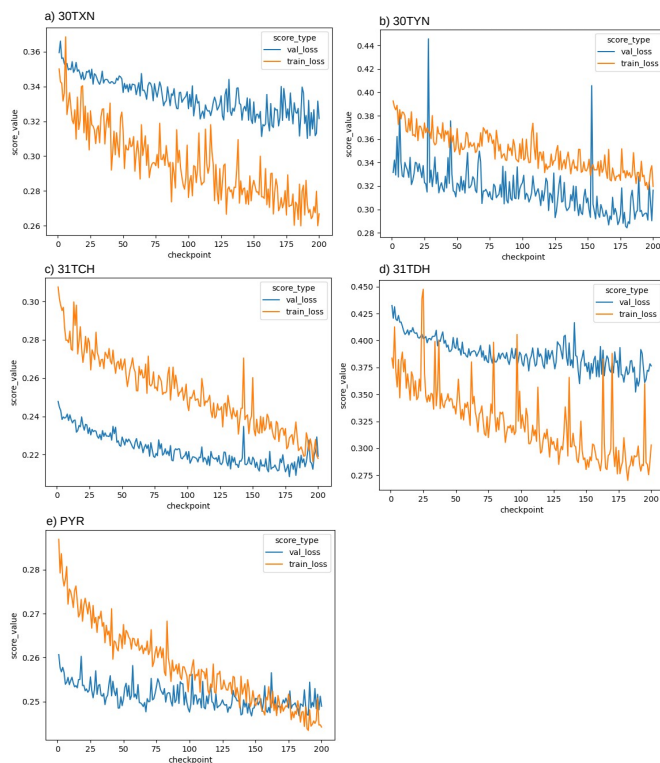 a) 30TXN
score_type
val_loss
train_loss
0.36
0.34
0.32
0.30
0.28
0.26
score_value
0 25 50 75 100 125 150 175 200
checkpoint
b) 30TYN
score_type
val_loss
train_loss
0.44
0.42
0.40
0.38
0.36
0.34
0.32
0.30
0.28
score_value
0 25 50 75 100 125 150 175 200
checkpoint
c) 31TCH
score_type
val_loss
train_loss
0.30
0.28
0.26
0.24
0.22
score_value
0 25 50 75 100 125 150 175 200
checkpoint
d) 31TDH
score_type
val_loss
train_loss
0.450
0.425
0.400
0.375
0.350
0.325
0.300
0.275
score_value
0 25 50 75 100 125 150 175 200
checkpoint
e) PYR
score_type
val_loss
train_loss
0.28
0.27
0.26
0.25
score_value
0 25 50 75 100 125 150 175 200
checkpoint